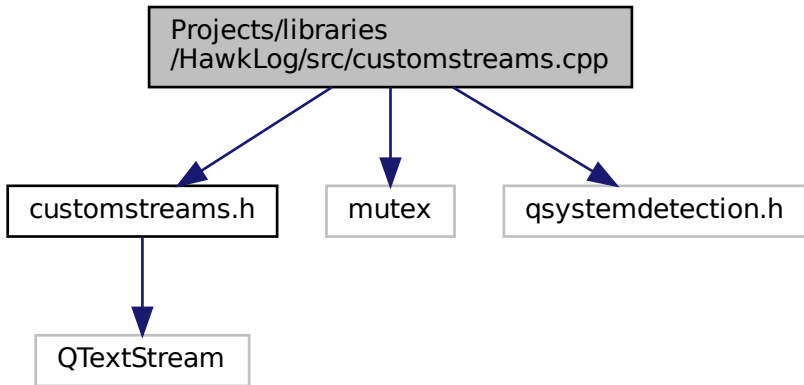 Projects/libraries
/HawkLog/src/customstreams.cpp
customstreams.h
mutex
qsystemdetection.h
QTextStream